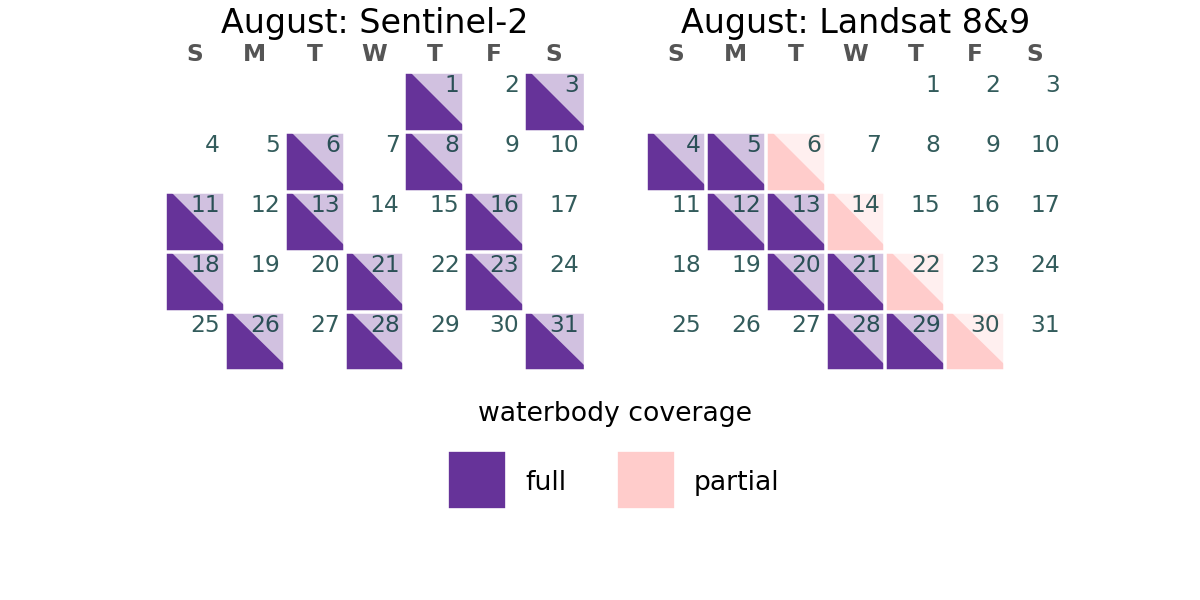 August: Sentinel-2
S M T W T F S
1 2 3
4 5 6 7 8 9 10
11 12 13 14 15 16 17
18 19 20 21 22 23 24
25 26 27 28 29 30 31
August: Landsat 8&9
S M T W T F S
1 2 3
4 5 6 7 8 9 10
11 12 13 14 15 16 17
18 19 20 21 22 23 24
25 26 27 28 29 30 31
waterbody coverage
full
partial